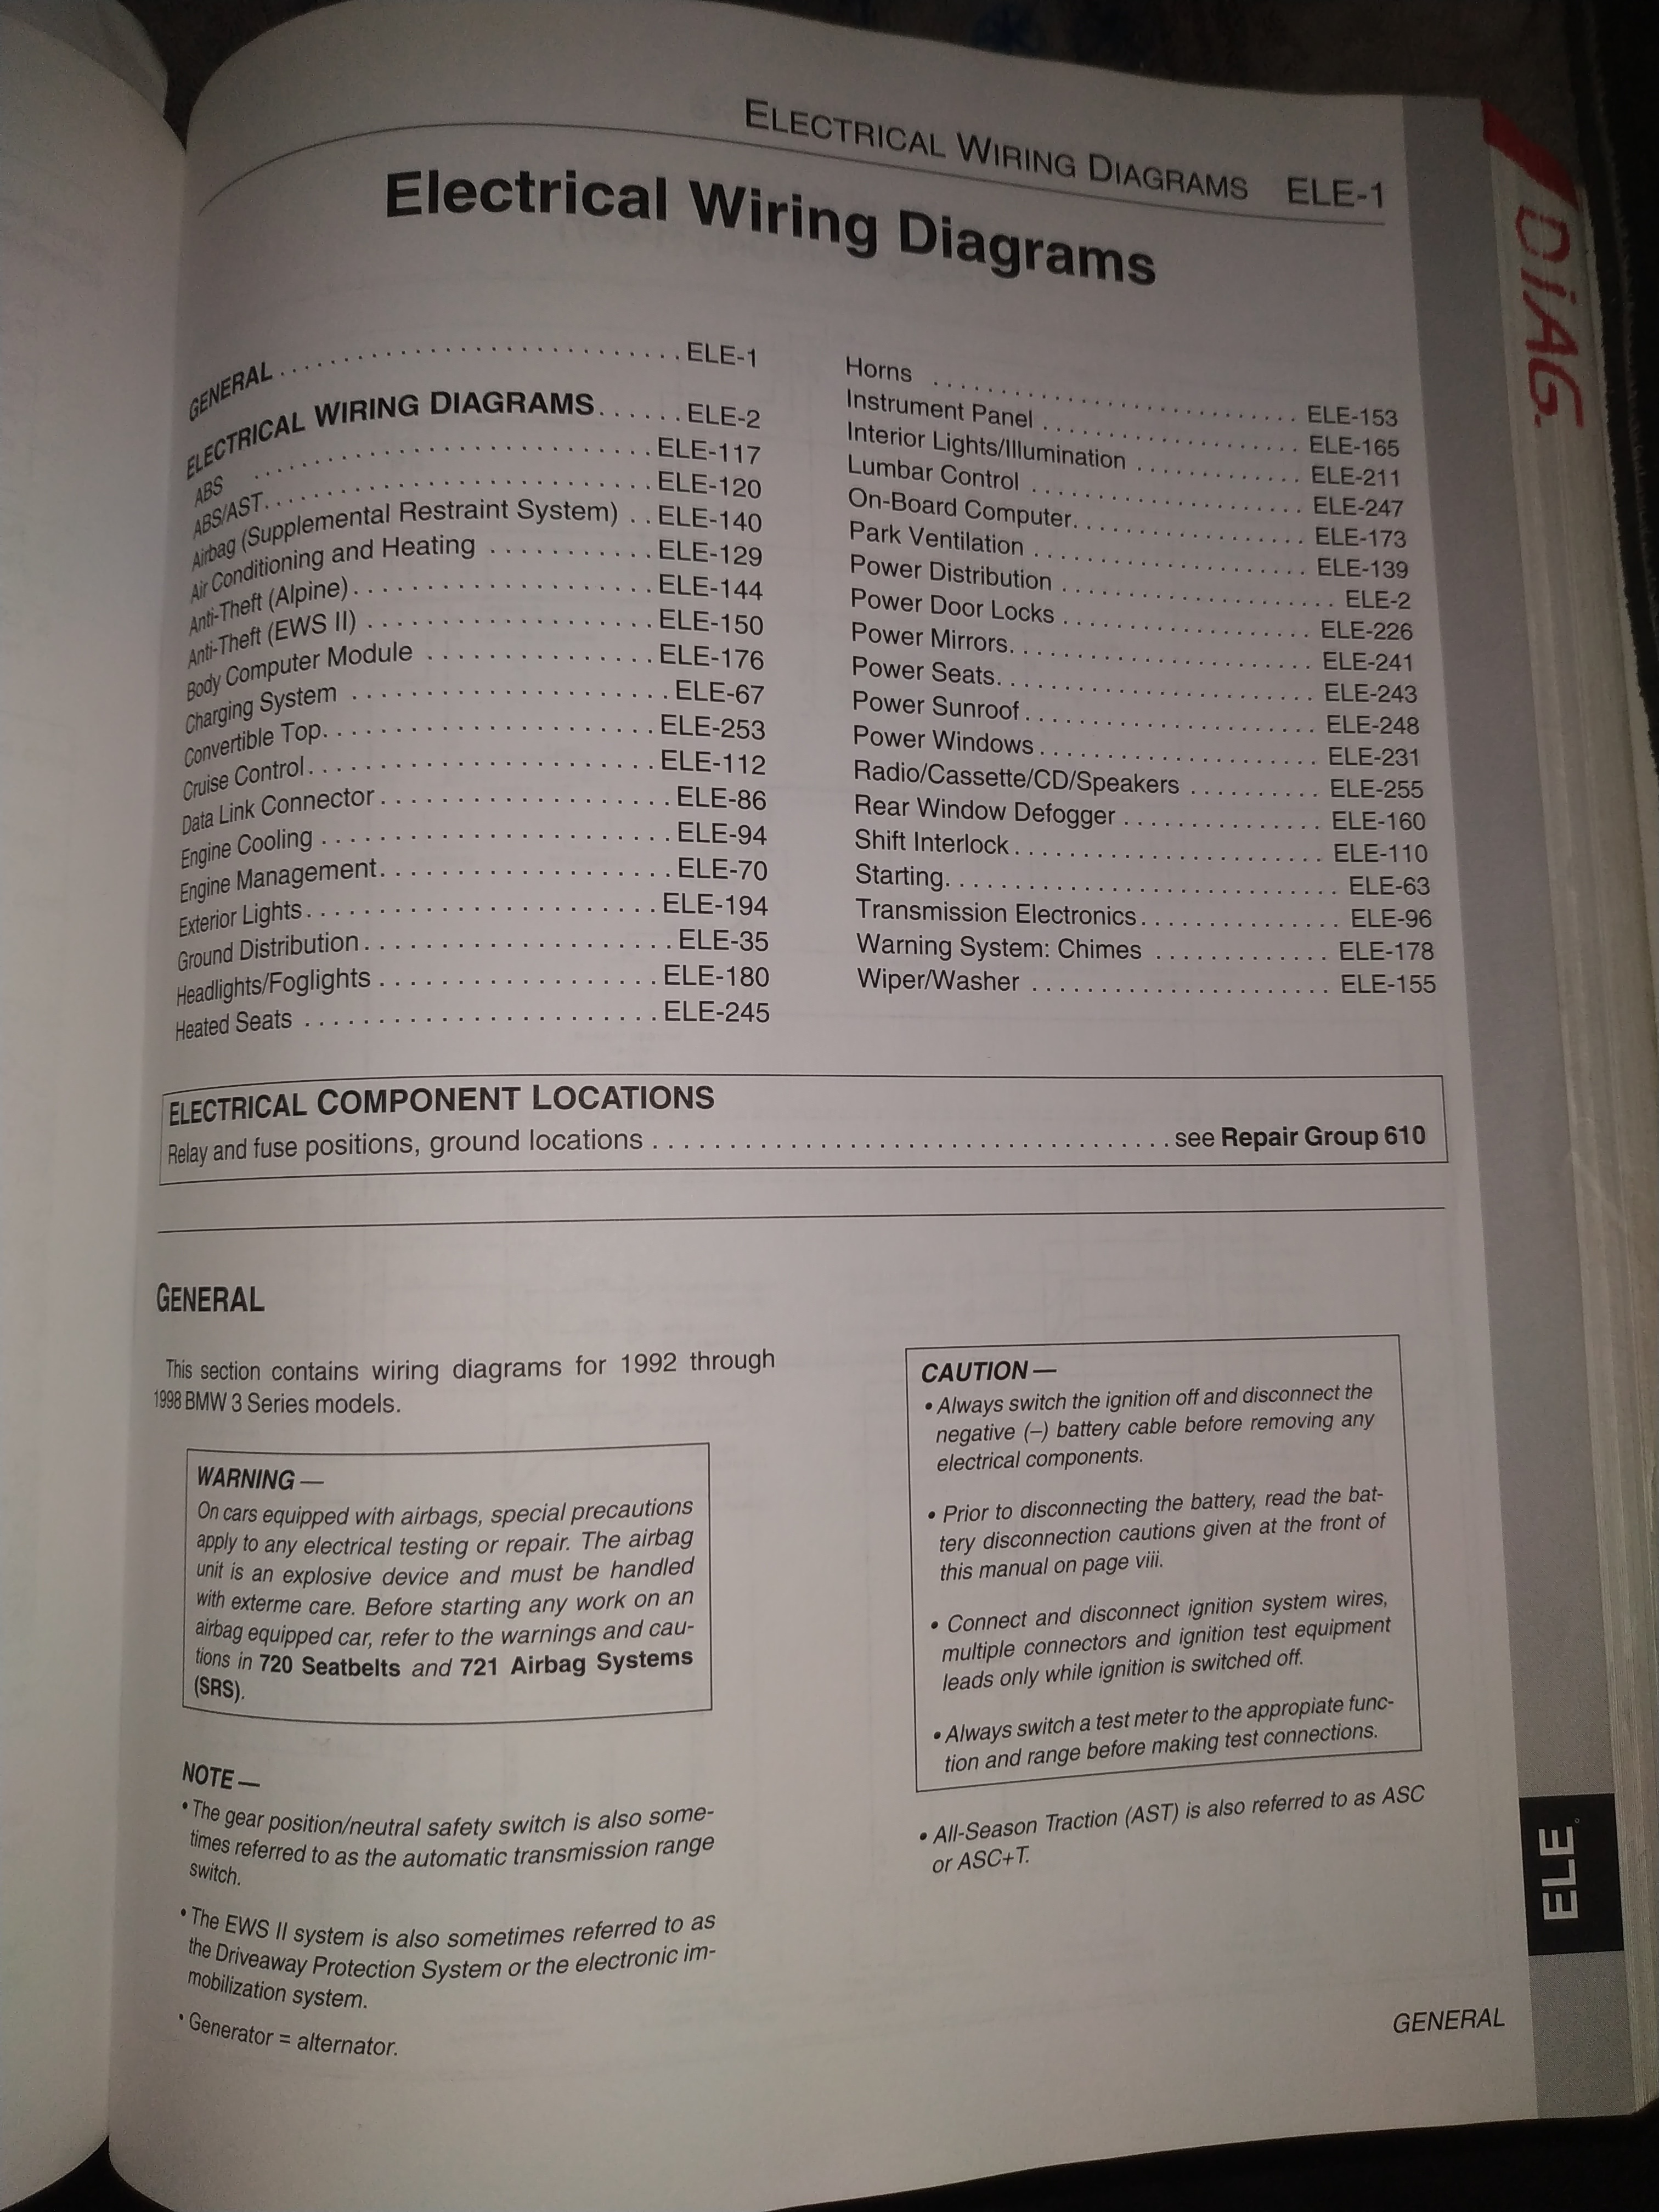 ELECTRICAL WIRING DIAGRAMS ELE-1
Electrical Wiring Diagrams
GENERAL . . . . . . . . . . . . . . . . . . . . . . . . . . . . ELE-1
ELECTRICAL WIRING DIAGRAMS . . . . . . ELE-2
ABS . . . . . . . . . . . . . . . . . . . . . . . . . . . ELE-117
ABS/AST. . . . . . . . . . . . . . . . . . . . . . . . . ELE-120
Airbag (Supplemental Restraint System) . . ELE-140
Air Conditioning and Heating . . . . . . . . . . . ELE-129
Anti-Theft (Alpine). . . . . . . . . . . . . . . . . . . ELE-144
Anti-Theft (EWS II) . . . . . . . . . . . . . . . . . . ELE-150
Body Computer Module . . . . . . . . . . . . . . . ELE-176
Charging System . . . . . . . . . . . . . . . . . . . . ELE-67
Convertible Top. . . . . . . . . . . . . . . . . . . . . ELE-253
Cruise Control. . . . . . . . . . . . . . . . . . . . . . ELE-112
Data Link Connector . . . . . . . . . . . . . . . . . . ELE-86
Engine Cooling . . . . . . . . . . . . . . . . . . . . . . ELE-94
Engine Management. . . . . . . . . . . . . . . . . . ELE-70
Exterior Lights. . . . . . . . . . . . . . . . . . . . . . ELE-194
Ground Distribution . . . . . . . . . . . . . . . . . . . ELE-35
Headlights/Foglights . . . . . . . . . . . . . . . . . ELE-180
Heated Seats . . . . . . . . . . . . . . . . . . . . . . ELE-245
Horns . . . . . . . . . . . . . . . . . . . . . . . . . . . ELE-153
Instrument Panel . . . . . . . . . . . . . . . . . . . ELE-165
Interior Lights/Illumination . . . . . . . . . . . . ELE-211
Lumbar Control . . . . . . . . . . . . . . . . . . . . ELE-247
On-Board Computer. . . . . . . . . . . . . . . . . ELE-173
Park Ventilation . . . . . . . . . . . . . . . . . . . . ELE-139
Power Distribution . . . . . . . . . . . . . . . . . . . . ELE-2
Power Door Locks . . . . . . . . . . . . . . . . . . ELE-226
Power Mirrors. . . . . . . . . . . . . . . . . . . . . . ELE-241
Power Seats. . . . . . . . . . . . . . . . . . . . . . . ELE-243
Power Sunroof . . . . . . . . . . . . . . . . . . . . . ELE-248
Power Windows . . . . . . . . . . . . . . . . . . . . ELE-231
Radio/Cassette/CD/Speakers . . . . . . . . . . ELE-255
Rear Window Defogger . . . . . . . . . . . . . . ELE-160
Shift Interlock . . . . . . . . . . . . . . . . . . . . . . ELE-110
Starting. . . . . . . . . . . . . . . . . . . . . . . . . . . ELE-63
Transmission Electronics . . . . . . . . . . . . . . ELE-96
Warning System: Chimes . . . . . . . . . . . . . ELE-178
Wiper/Washer . . . . . . . . . . . . . . . . . . . . . ELE-155
ELECTRICAL COMPONENT LOCATIONS
Relay and fuse positions, ground locations . . . . . . . . . . . . . . . . . . . . . . . . . . . . . . . . . . see Repair Group 610
GENERAL
This section contains wiring diagrams for 1992 through
1998 BMW 3 Series models.
WARNING —
On cars equipped with airbags, special precautions
apply to any electrical testing or repair. The airbag
unit is an explosive device and must be handled
with exterme care. Before starting any work on an
airbag equipped car, refer to the warnings and cau-
tions in 720 Seatbelts and 721 Airbag Systems
(SRS).
NOTE —
• The gear position/neutral safety switch is also some-
times referred to as the automatic transmission range
switch.
• The EWS II system is also sometimes referred to as
the Driveaway Protection System or the electronic im-
mobilization system.
• Generator = alternator.
CAUTION —
• Always switch the ignition off and disconnect the
negative (–) battery cable before removing any
electrical components.
• Prior to disconnecting the battery, read the bat-
tery disconnection cautions given at the front of
this manual on page viii.
• Connect and disconnect ignition system wires,
multiple connectors and ignition test equipment
leads only while ignition is switched off.
• Always switch a test meter to the appropiate func-
tion and range before making test connections.
• All-Season Traction (AST) is also referred to as ASC
or ASC+T.
GENERAL
ELE
DiAG.